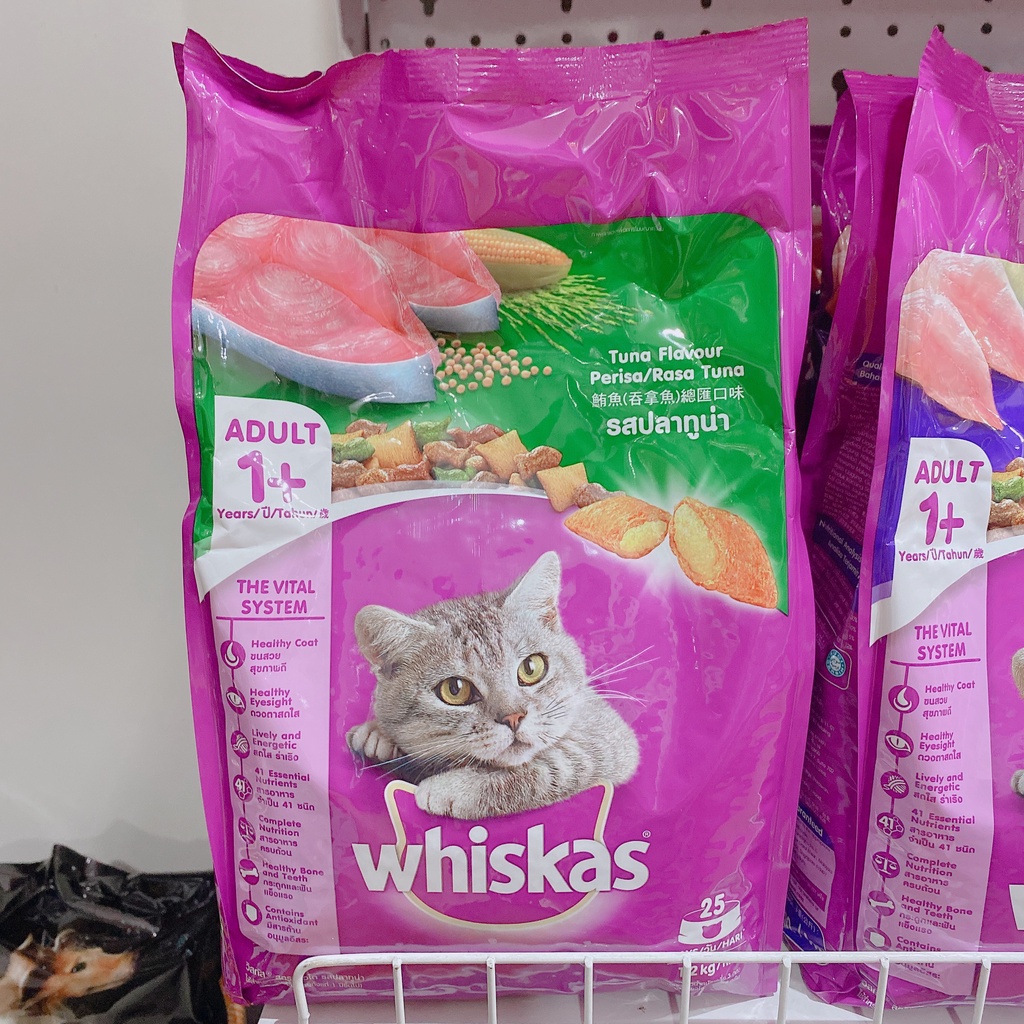 Tuna Flavour
Perisa/Rasa Tuna
鮪魚(吞拿魚)總匯口味
รสปลาทูน่า
ADULT
1+
Years/ปี/Tahun/歲
THE VITAL
SYSTEM
Healthy Coat
ขนสวย
สุขภาพดี
Healthy
Eyesight
ดวงตาสดใส
Lively and
Energetic
สดใส ร่าเริง
41
41 Essential
Nutrients
สารอาหาร
จำเป็น 41 ชนิด
Complete
Nutrition
สารอาหาร
ครบถ้วน
Healthy Bone
and Teeth
กระดูกและฟัน
แข็งแรง
Contains
Antioxidant
มีสารต้าน
อนุมูลอิสระ
whiskas®
25
/วัน/HARI
1.2 kg
ADULT
1+
Years/ปี/Tahun/歲
THE VITAL
SYSTEM
Healthy Coat
ขนสวย
สุขภาพดี
Healthy
Eyesight
ดวงตาสดใส
Lively and
Energetic
สดใส ร่าเริง
41
41 Essential
Nutrients
สารอาหาร
จำเป็น 41 ชนิด
Complete
Nutrition
สารอาหาร
ครบถ้วน
Healthy Bone
and Teeth
กระดูกและฟัน
แข็งแรง
Contains